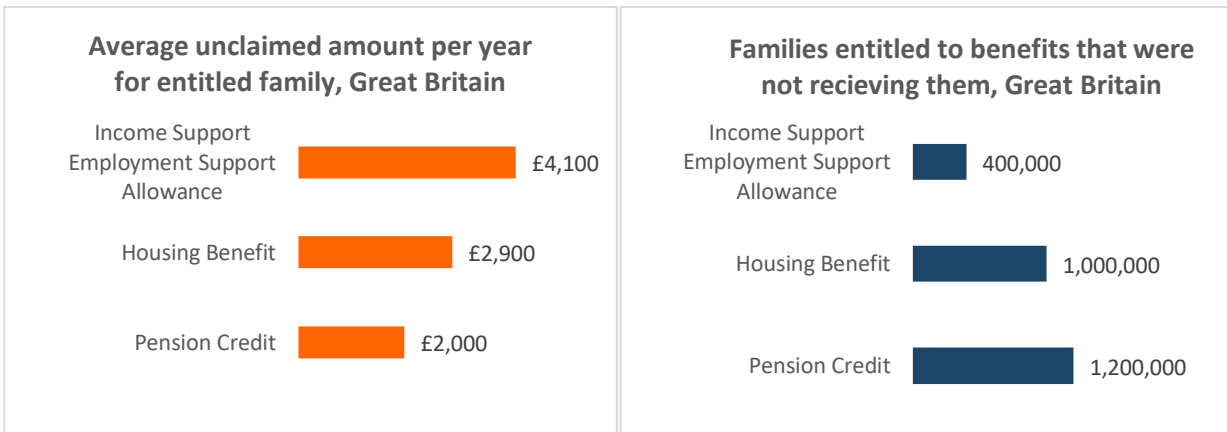 Average unclaimed amount per year
for entitled family, Great Britain
Income Support
Employment Support
Allowance
£4,100
Housing Benefit
£2,900
Pension Credit
£2,000
Families entitled to benefits that were
not recieving them, Great Britain
Income Support
Employment Support
Allowance
400,000
Housing Benefit
1,000,000
Pension Credit
1,200,000